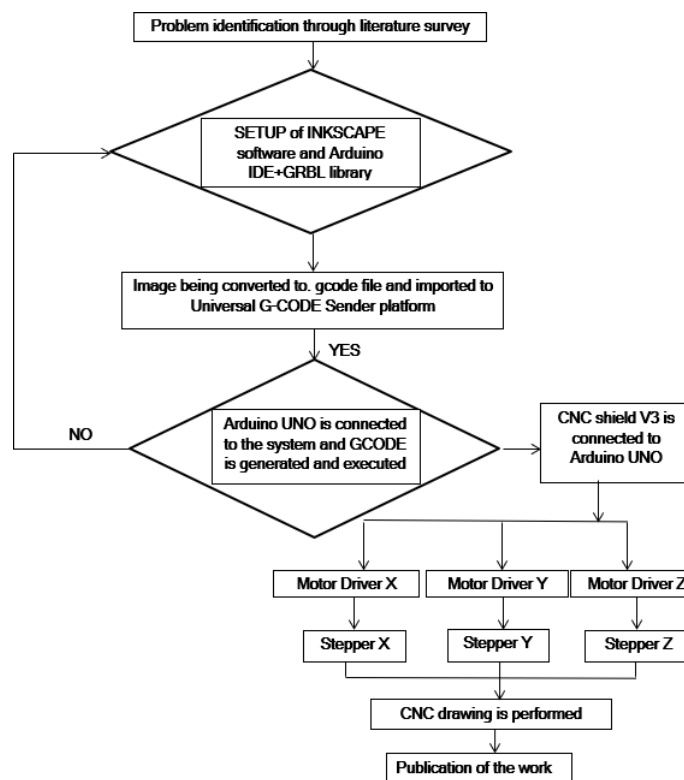 Problem identification through literature survey
SETUP of INKSCAPE
software and Arduino
IDE+GRBL library
Image being converted to. gcode file and imported to
Universal G-CODE Sender platform
YES
NO
Arduino UNO is connected
to the system and GCODE
is generated and executed
CNC shield V3 is
connected to
Arduino UNO
Motor Driver X
Motor Driver Y
Motor Driver Z
Stepper X
Stepper Y
Stepper Z
CNC drawing is performed
Publication of the work